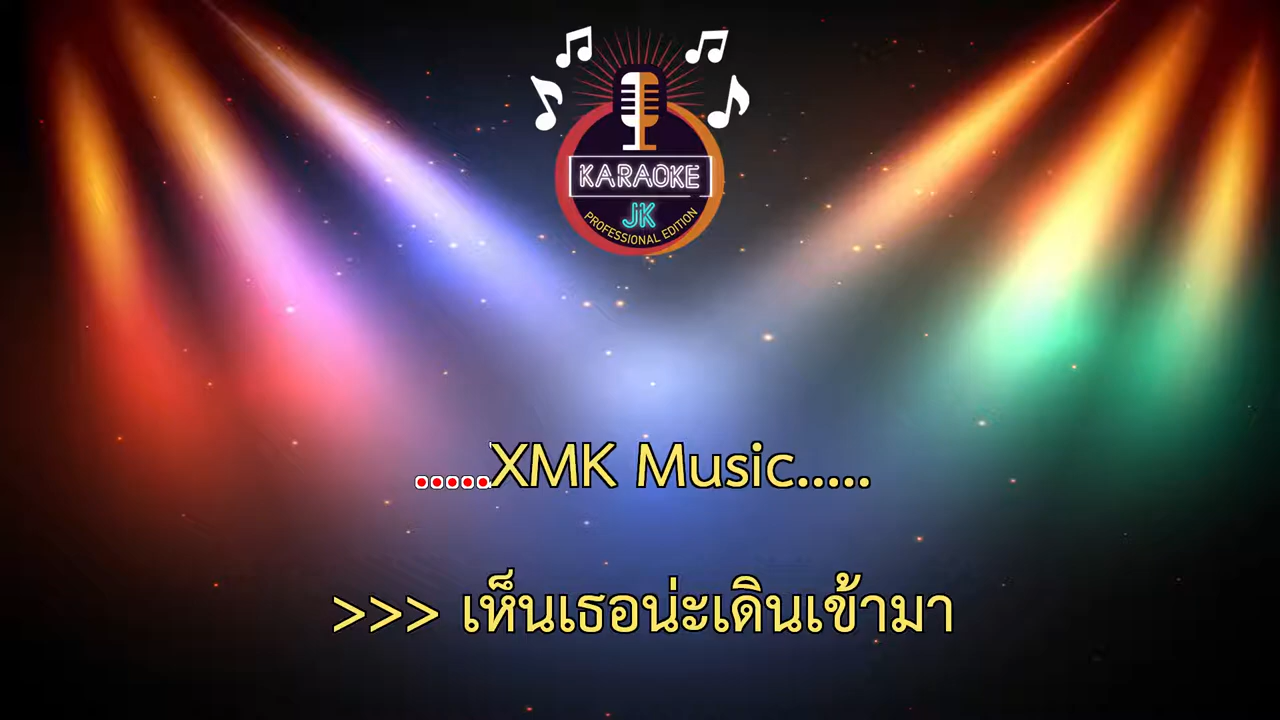 KARAOKE
JK
PROFESSIONAL EDITION
.....XMK Music.....
>>> เห็นเธอน่ะเดินเข้ามา